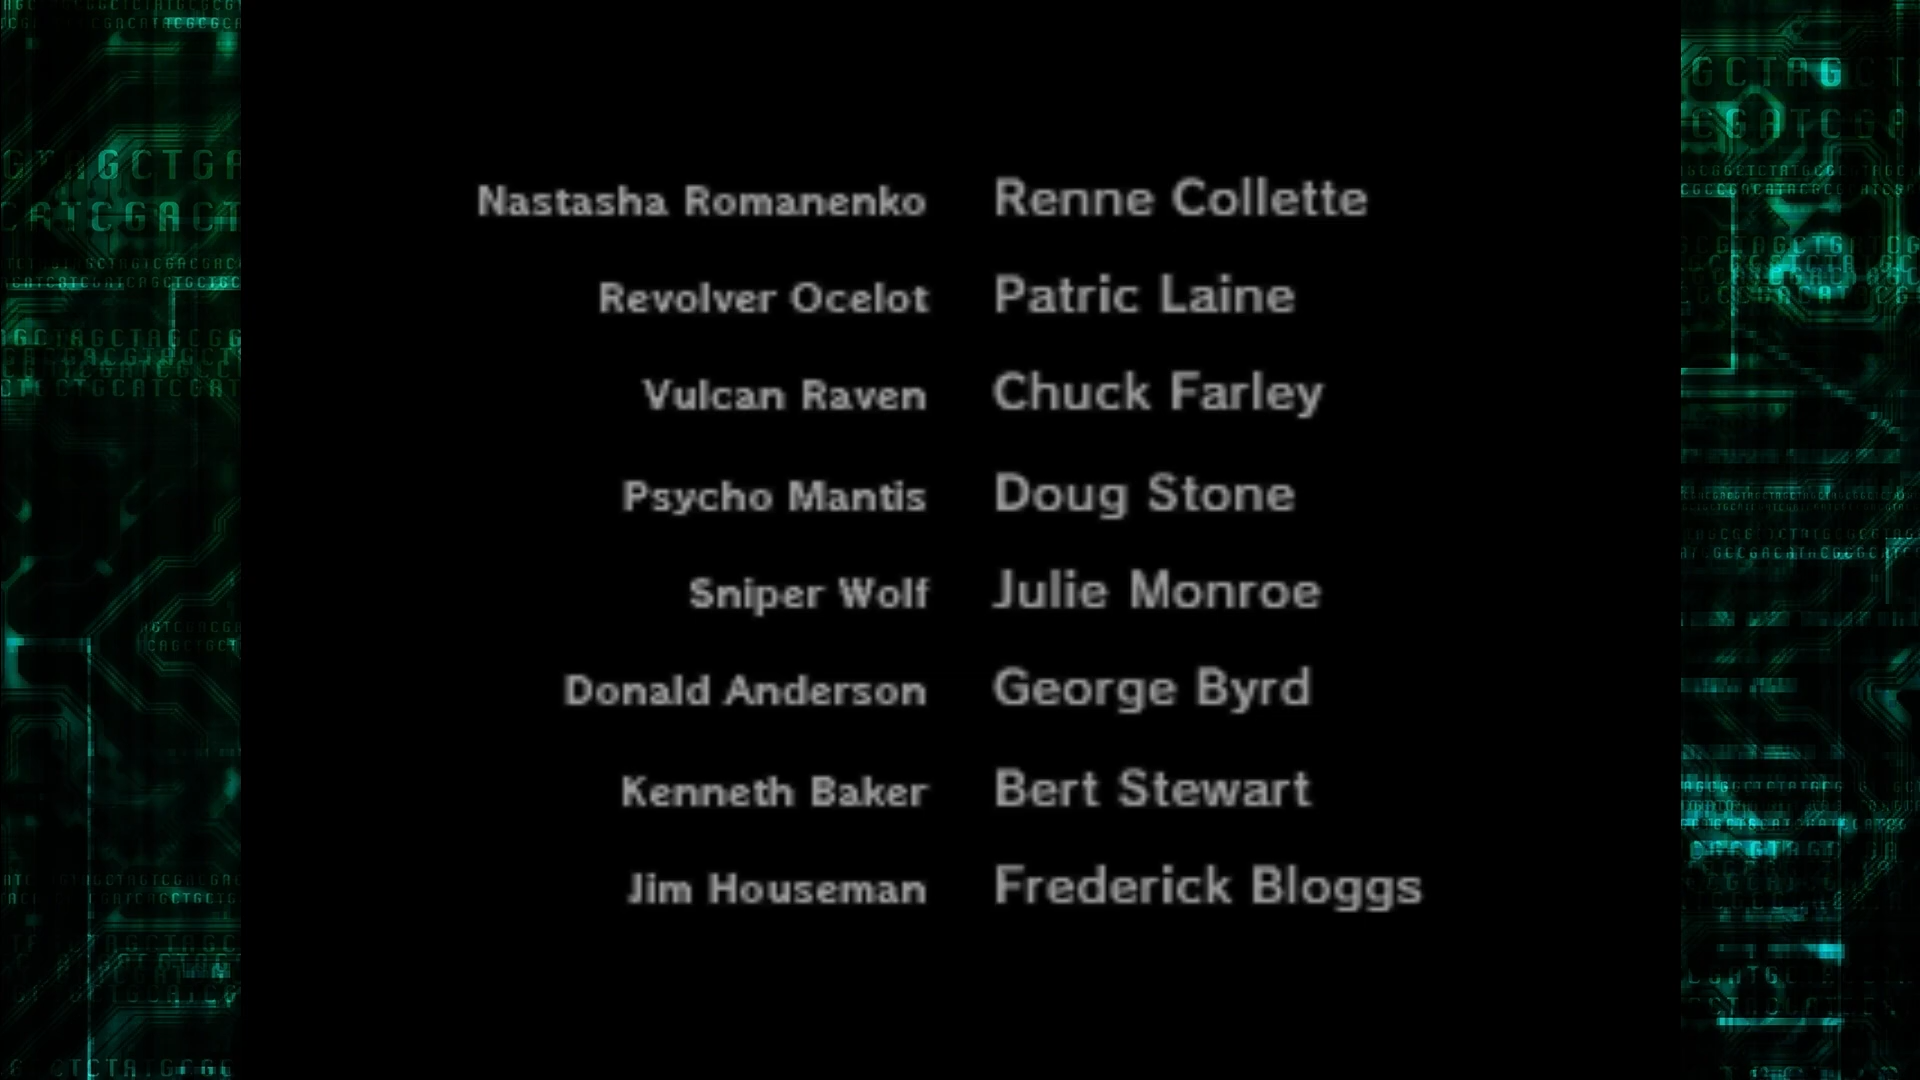 Nastasha Romanenko Renne Collette
Revolver Ocelot Patric Laine
Vulcan Raven Chuck Farley
Psycho Mantis Doug Stone
Sniper Wolf Julie Monroe
Donald Anderson George Byrd
Kenneth Baker Bert Stewart
Jim Houseman Frederick Bloggs